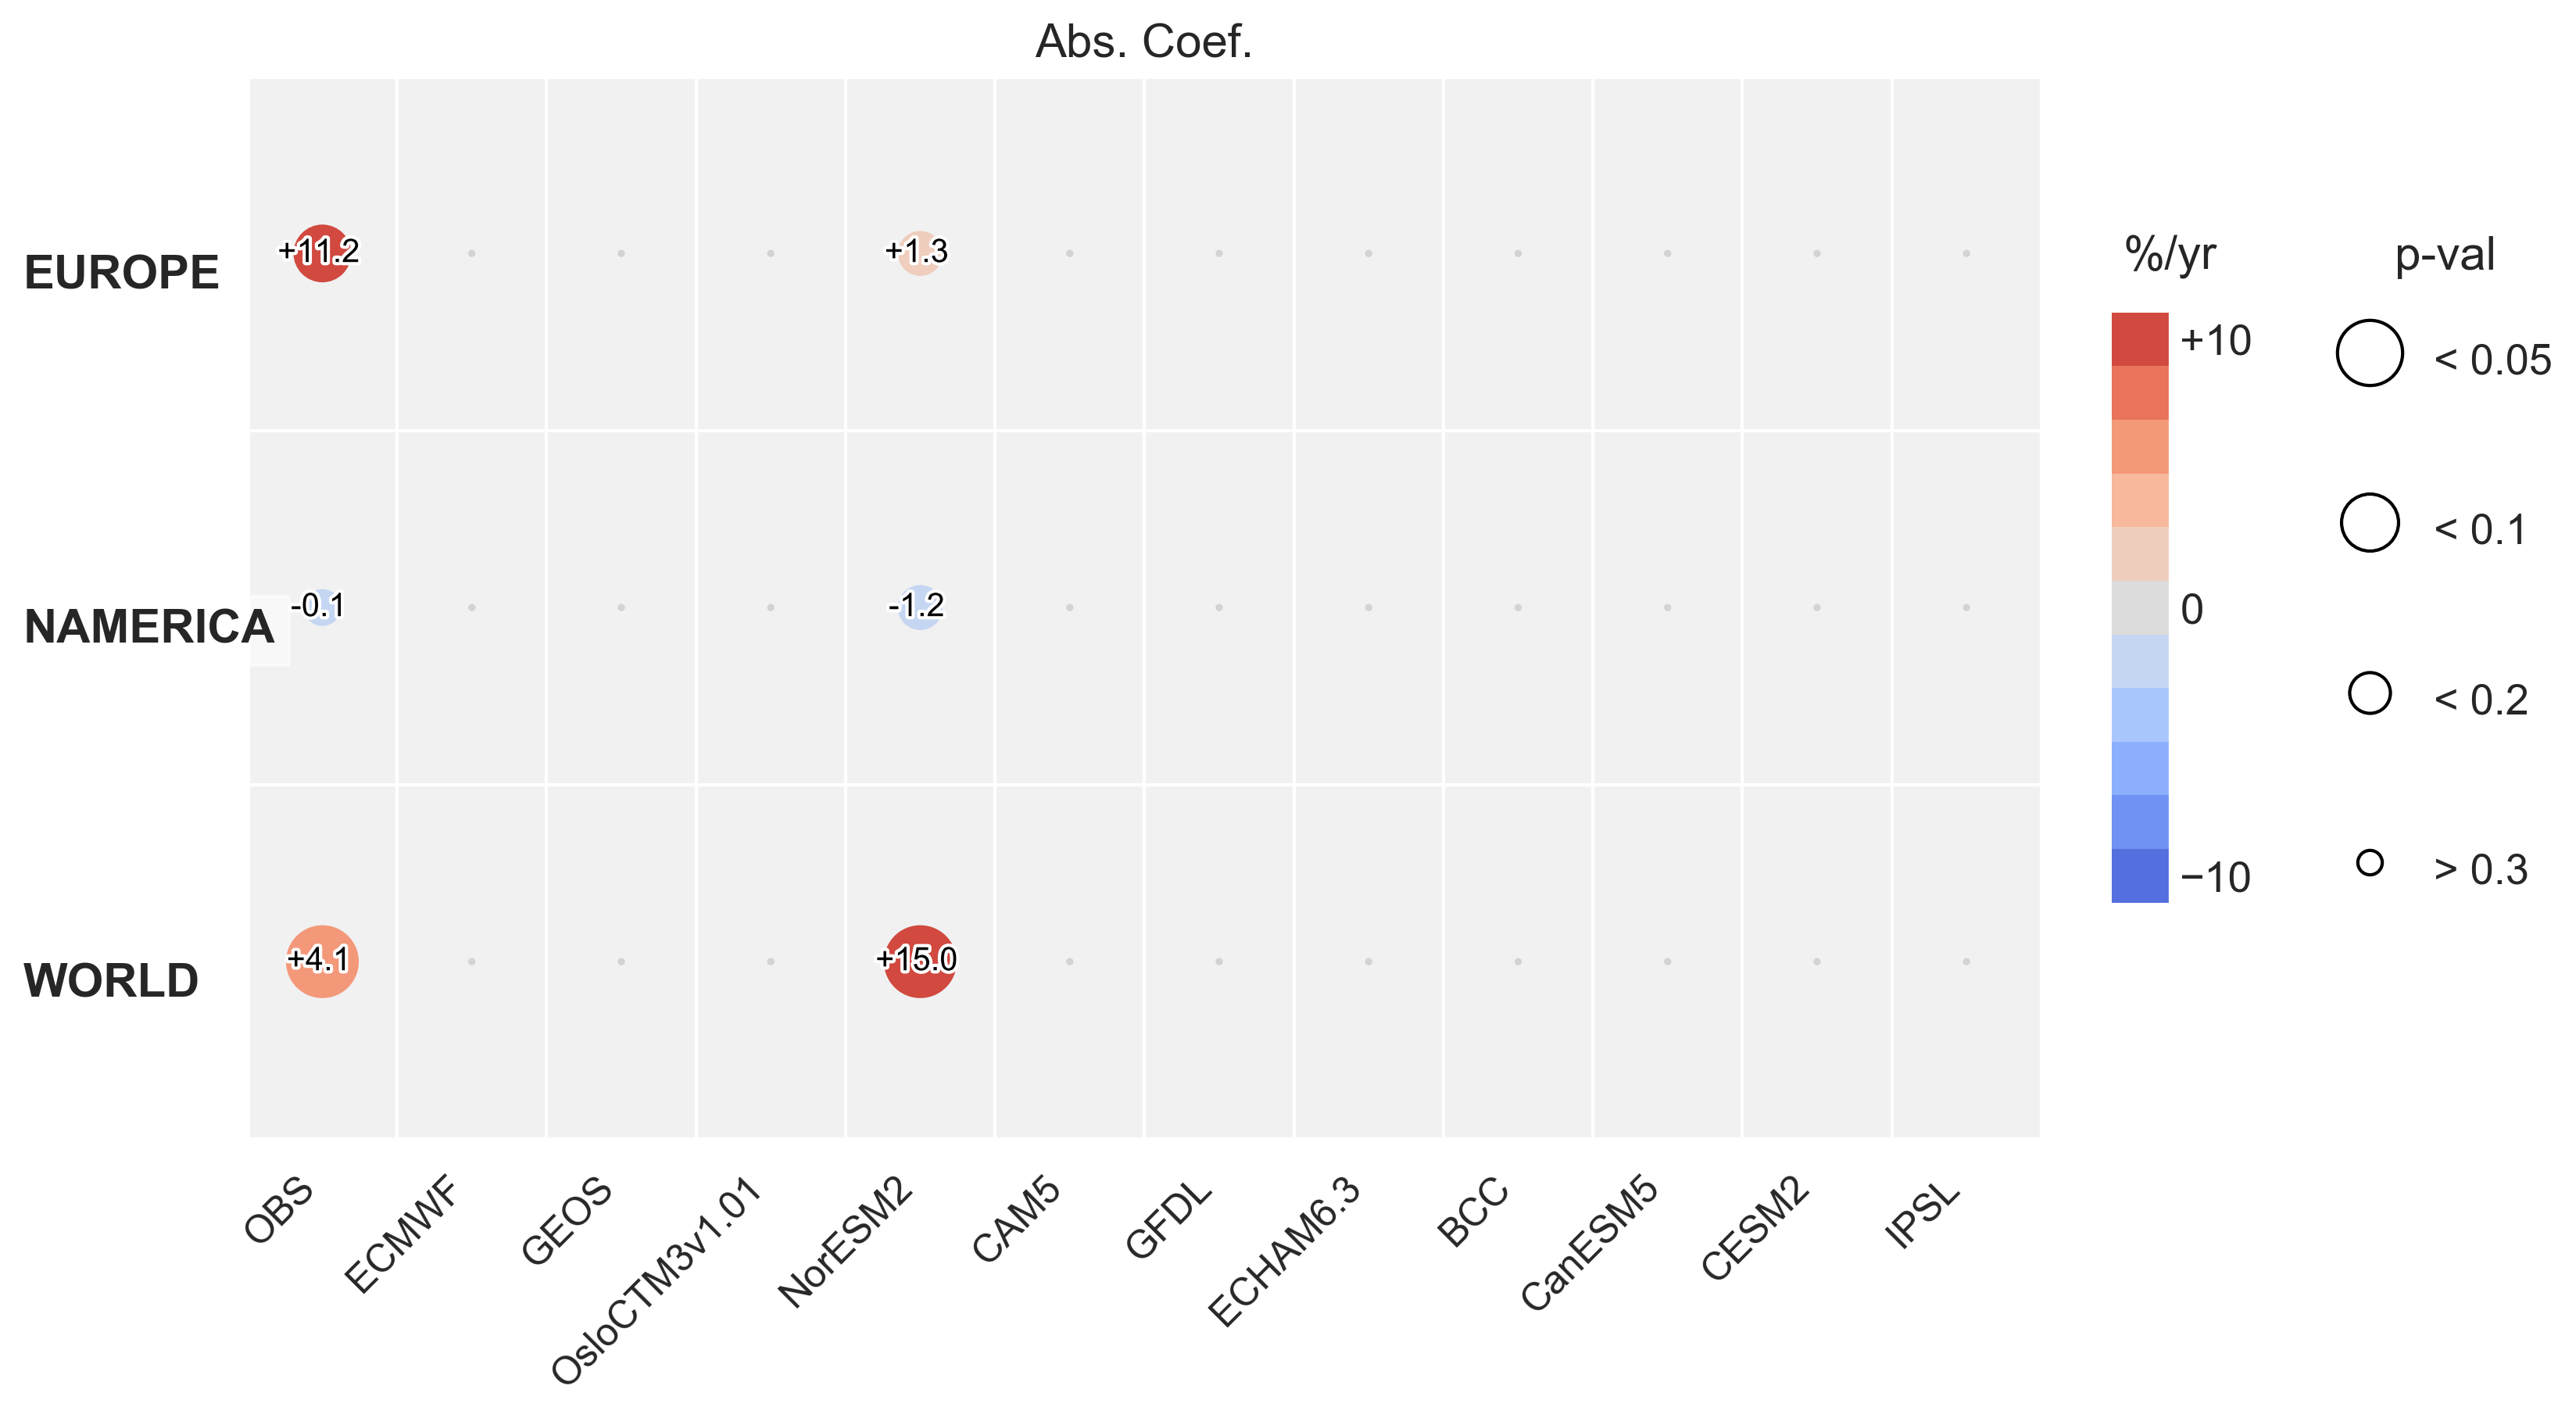 Abs. Coef.
EUROPE
+11.2
+1.3
NAMERICA
-0.1
-1.2
WORLD
+4.1
+15.0
OBS
ECMWF
GEOS
OsloCTM3v1.01
NorESM2
CAM5
GFDL
ECHAM6.3
BCC
CanESM5
CESM2
IPSL
%/yr
+10
0
−10
p-val
< 0.05
< 0.1
< 0.2
> 0.3